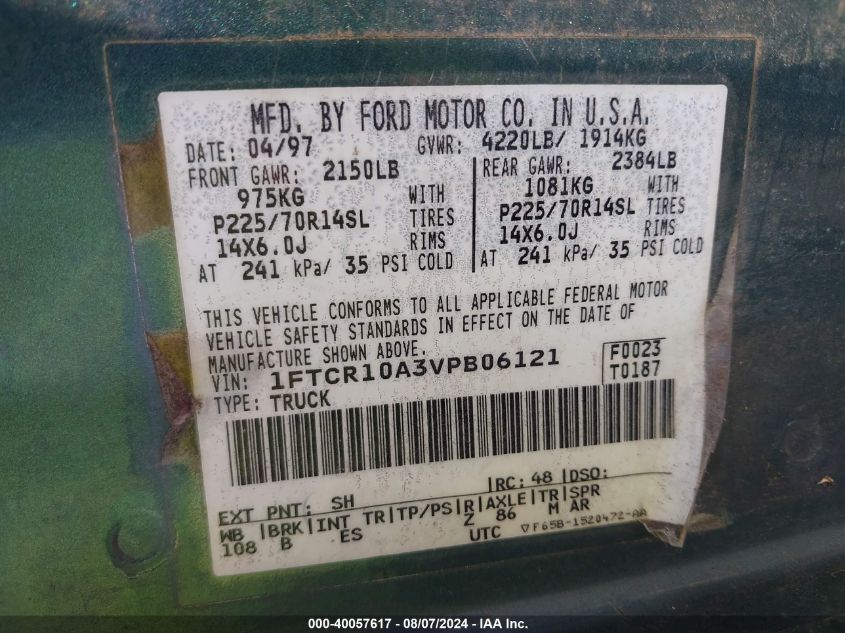 MFD. BY FORD MOTOR CO. IN U.S.A.
DATE: 04/97 GVWR: 4220LB/ 1914KG
FRONT GAWR: 2150LB REAR GAWR: 2384LB
975KG WITH 1081KG WITH
P225/70R14SL TIRES P225/70R14SL TIRES
14X6.0J RIMS 14X6.0J RIMS
AT 241 kPa/ 35 PSI COLD AT 241 kPa/ 35 PSI COLD
THIS VEHICLE CONFORMS TO ALL APPLICABLE FEDERAL MOTOR
VEHICLE SAFETY STANDARDS IN EFFECT ON THE DATE OF
MANUFACTURE SHOWN ABOVE.
VIN: 1FTCR10A3VPB06121 F0023
TYPE: TRUCK T0187
EXT PNT: SH RC: 48 DSO:
WB BRK INT TR TP/PS R AXLE TR SPR
108 B ES Z 86 M AR
UTC ▽F65B-1520472-AA
000-40057617 - 08/07/2024 - IAA Inc.